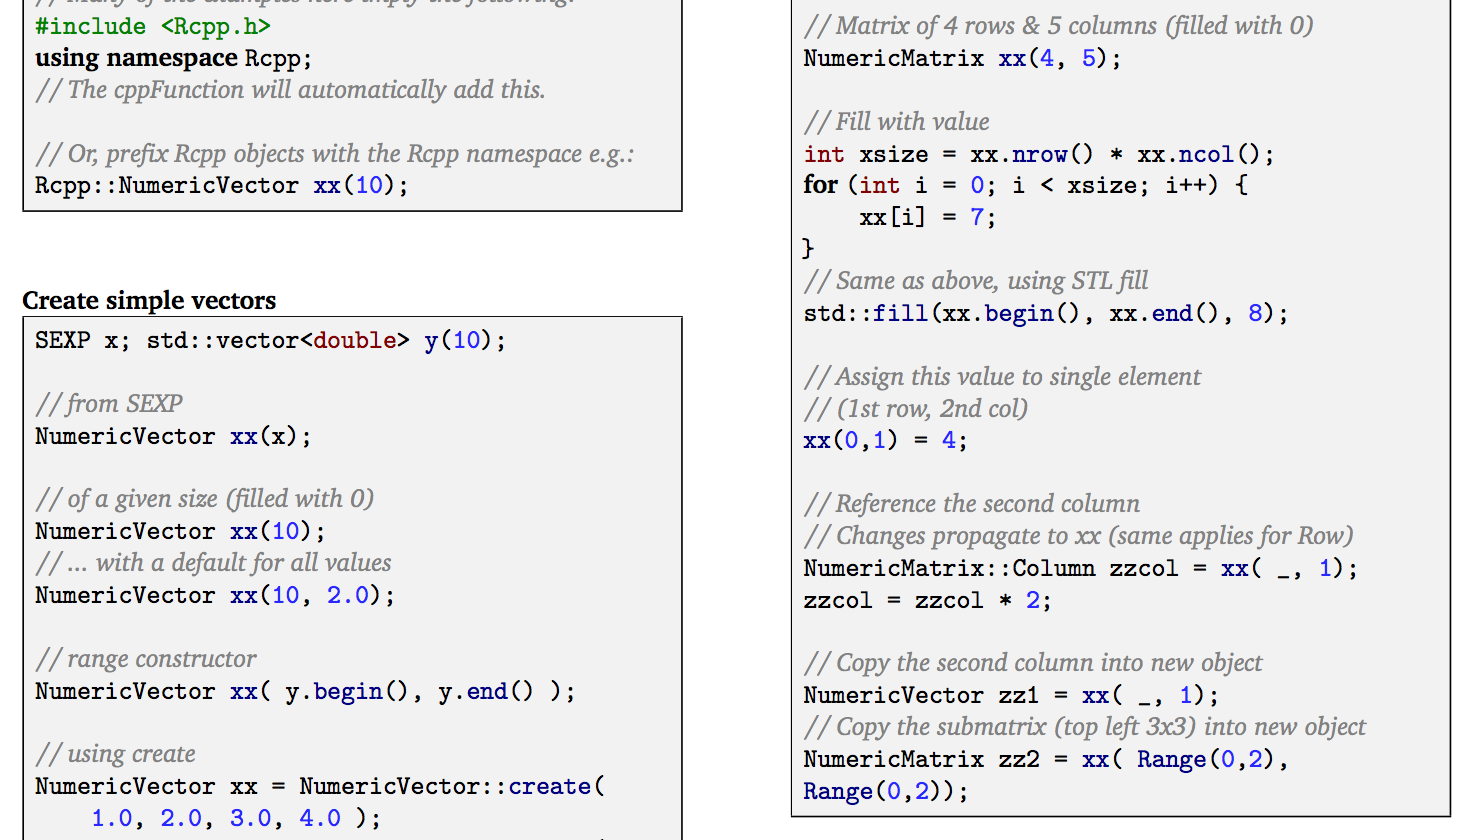 // Many of the examples here imply the following:
#include <Rcpp.h>
using namespace Rcpp;
// The cppFunction will automatically add this.
// Or, prefix Rcpp objects with the Rcpp namespace e.g.:
Rcpp::NumericVector xx(10);
Create simple vectors
SEXP x; std::vector<double> y(10);
// from SEXP
NumericVector xx(x);
// of a given size (filled with 0)
NumericVector xx(10);
// ... with a default for all values
NumericVector xx(10, 2.0);
// range constructor
NumericVector xx( y.begin(), y.end() );
// using create
NumericVector xx = NumericVector::create(
1.0, 2.0, 3.0, 4.0 );
// Matrix of 4 rows & 5 columns (filled with 0)
NumericMatrix xx(4, 5);
// Fill with value
int xsize = xx.nrow() * xx.ncol();
for (int i = 0; i < xsize; i++) {
xx[i] = 7;
}
// Same as above, using STL fill
std::fill(xx.begin(), xx.end(), 8);
// Assign this value to single element
// (1st row, 2nd col)
xx(0,1) = 4;
// Reference the second column
// Changes propagate to xx (same applies for Row)
NumericMatrix::Column zzcol = xx( _, 1);
zzcol = zzcol * 2;
// Copy the second column into new object
NumericVector zz1 = xx( _, 1);
// Copy the submatrix (top left 3x3) into new object
NumericMatrix zz2 = xx( Range(0,2),
Range(0,2));